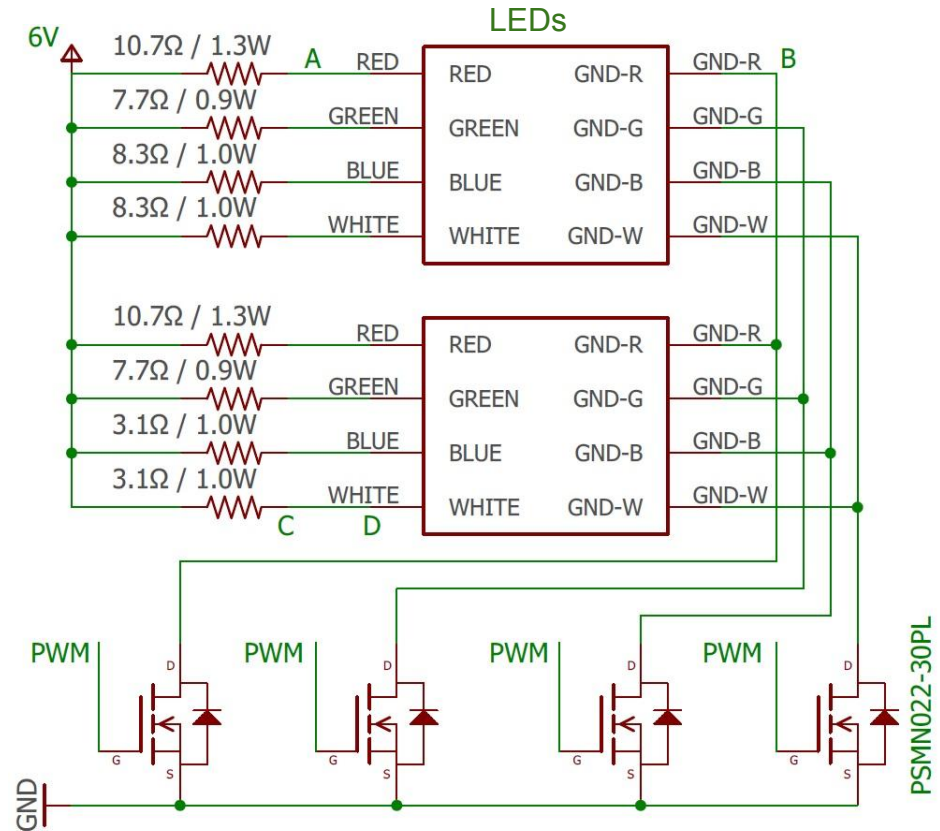 LEDs
6V
10.7Ω / 1.3W A RED RED GND-R GND-R B
7.7Ω / 0.9W GREEN GREEN GND-G GND-G
8.3Ω / 1.0W BLUE BLUE GND-B GND-B
8.3Ω / 1.0W WHITE WHITE GND-W GND-W
10.7Ω / 1.3W RED RED GND-R GND-R
7.7Ω / 0.9W GREEN GREEN GND-G GND-G
3.1Ω / 1.0W BLUE BLUE GND-B GND-B
3.1Ω / 1.0W WHITE WHITE GND-W GND-W
C D
PWM PWM PWM PWM
D D D D
G G G G
S S S S
PSMN022-30PL
GND